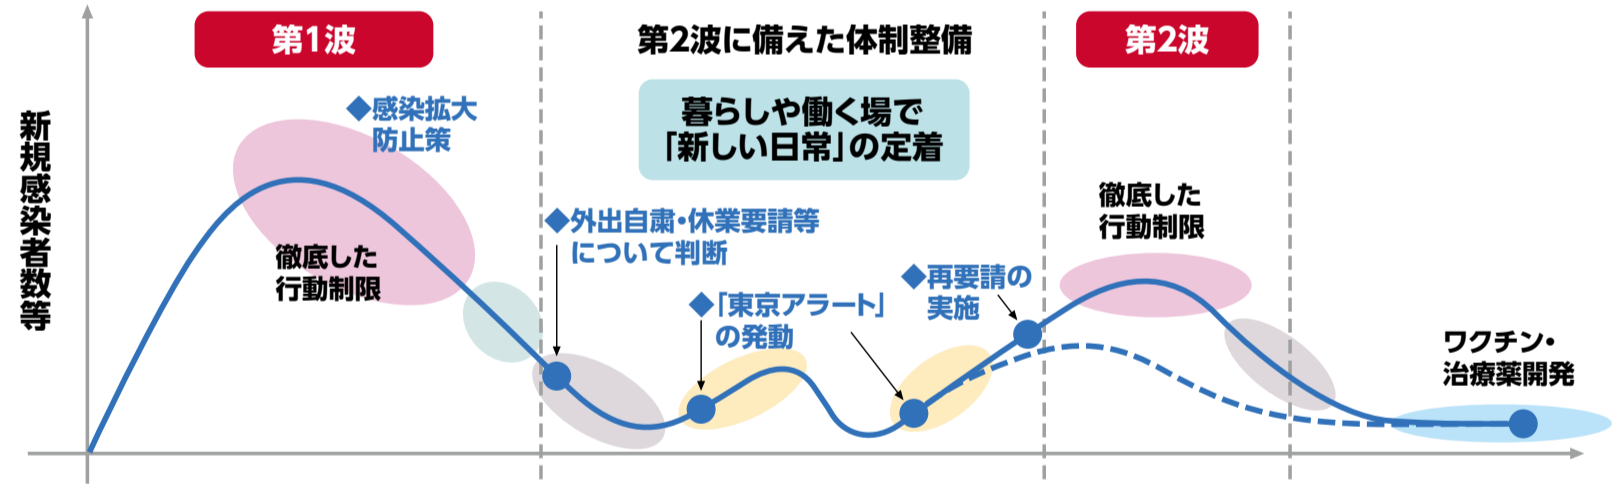 第1波
第2波に備えた体制整備
第2波
暮らしや働く場で
「新しい日常」の定着
新規感染者数等
◆感染拡大
防止策
徹底した
行動制限
◆外出自粛・休業要請等
について判断
◆「東京アラート」
の発動
◆再要請の
実施
徹底した
行動制限
ワクチン・
治療薬開発